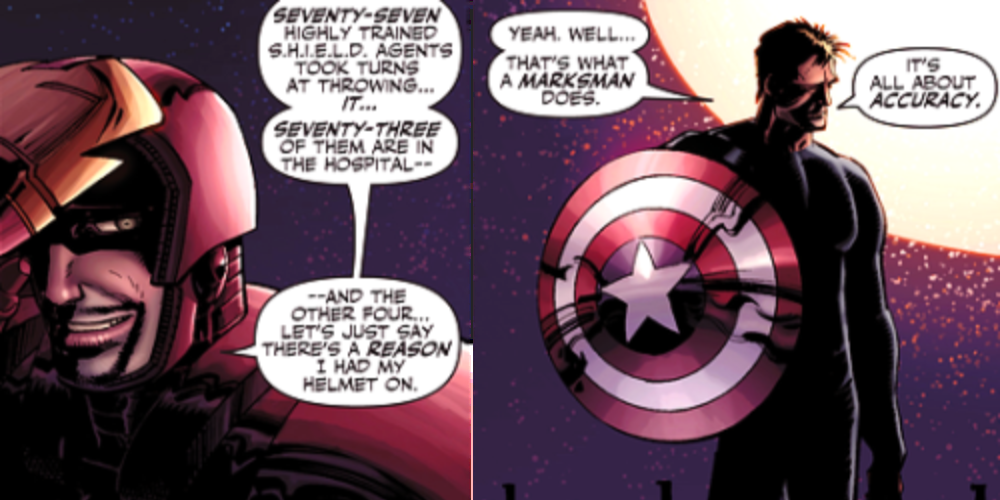 SEVENTY-SEVEN
HIGHLY TRAINED
S.H.I.E.L.D. AGENTS
TOOK TURNS
AT THROWING...
IT...
SEVENTY-THREE
OF THEM ARE IN
THE HOSPITAL--
--AND THE
OTHER FOUR...
LET'S JUST SAY
THERE'S A REASON
I HAD MY
HELMET ON.
YEAH. WELL...
THAT'S WHAT
A MARKSMAN
DOES.
IT'S
ALL ABOUT
ACCURACY.